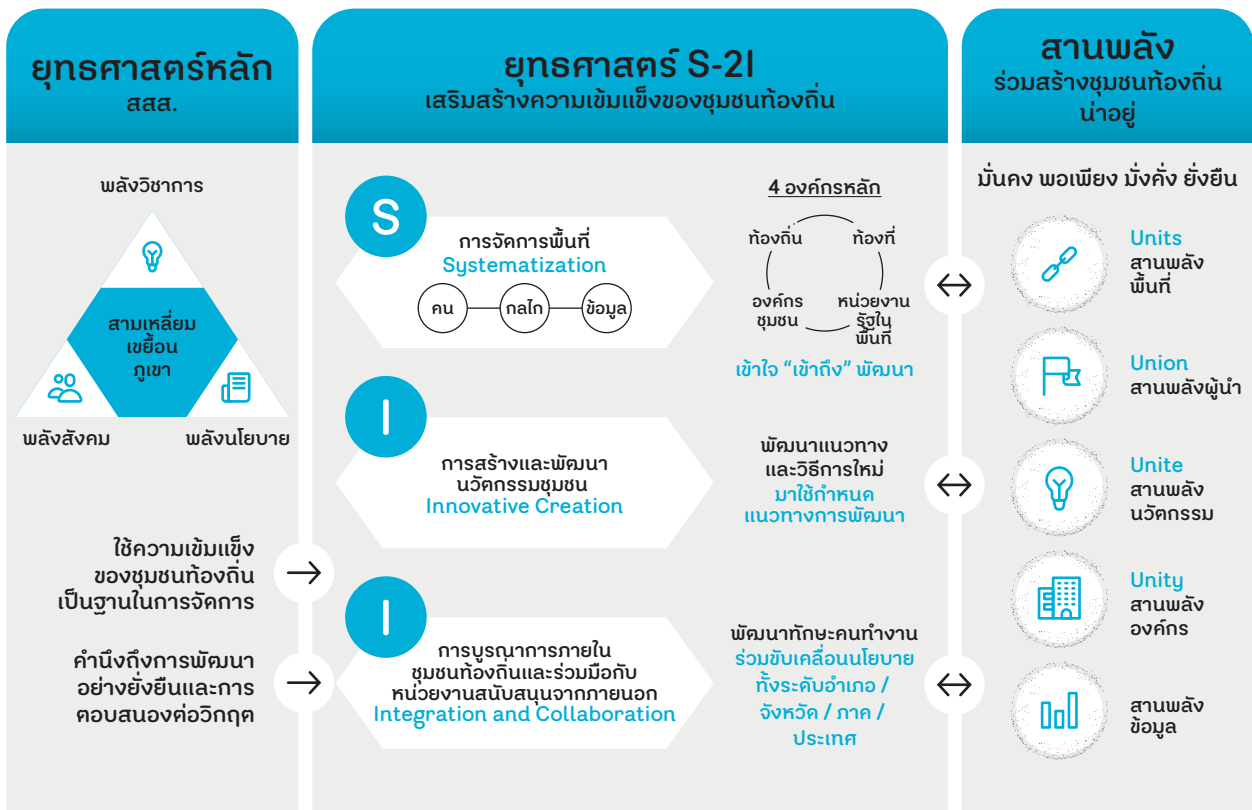 ยุทธศาสตร์หลัก
สสส.
พลังวิชาการ
สามเหลี่ยม
เขยื้อน
ภูเขา
พลังสังคม
พลังนโยบาย
ใช้ความเข้มแข็ง
ของชุมชนท้องถิ่น
เป็นฐานในการจัดการ
คำนึงถึงการพัฒนา
อย่างยั่งยืนและการ
ตอบสนองต่อวิกฤต
ยุทธศาสตร์ S-2I
เสริมสร้างความเข้มแข็งของชุมชนท้องถิ่น
S
การจัดการพื้นที่
Systematization
คน
กลไก
ข้อมูล
4 องค์กรหลัก
ท้องถิ่น
ท้องที่
องค์กร
ชุมชน
หน่วยงาน
รัฐใน
พื้นที่
เข้าใจ “เข้าถึง” พัฒนา
I
การสร้างและพัฒนา
นวัตกรรมชุมชน
Innovative Creation
พัฒนาแนวทาง
และวิธีการใหม่
มาใช้กำหนด
แนวทางการพัฒนา
I
การบูรณาการภายใน
ชุมชนท้องถิ่นและร่วมมือกับ
หน่วยงานสนับสนุนจากภายนอก
Integration and Collaboration
พัฒนาทักษะคนทำงาน
ร่วมขับเคลื่อนนโยบาย
ทั้งระดับอำเภอ /
จังหวัด / ภาค /
ประเทศ
สานพลัง
ร่วมสร้างชุมชนท้องถิ่น
น่าอยู่
มั่นคง พอเพียง มั่งคั่ง ยั่งยืน
Units
สานพลัง
พื้นที่
Union
สานพลังผู้นำ
Unite
สานพลัง
นวัตกรรม
Unity
สานพลัง
องค์กร
สานพลัง
ข้อมูล